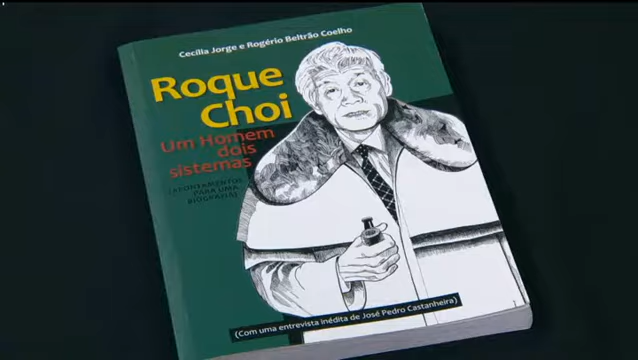 Cecília Jorge e Rogério Beltrão Coelho
Roque
Choi
Um Homem
dois
sistemas
(APONTAMENTOS
PARA UMA
BIOGRAFIA)
(Com uma entrevista inédita de José Pedro Castanheira)